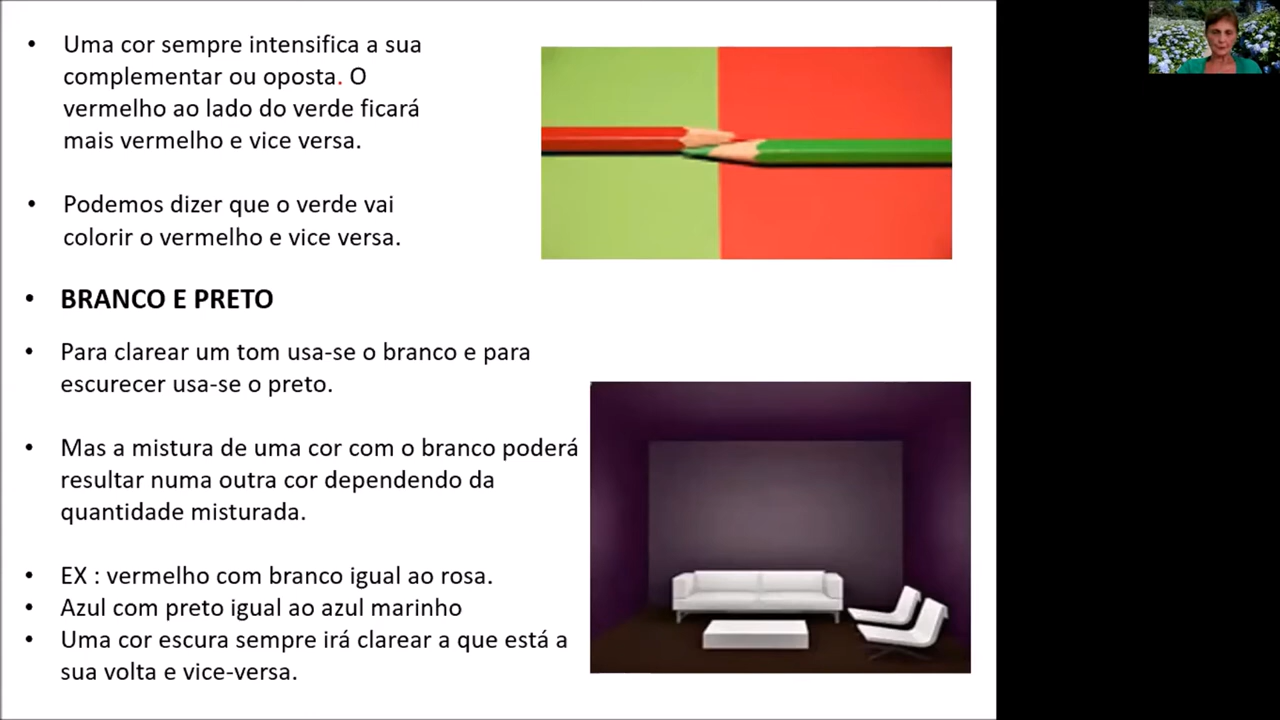 • Uma cor sempre intensifica a sua
complementar ou oposta. O
vermelho ao lado do verde ficará
mais vermelho e vice versa.
• Podemos dizer que o verde vai
colorir o vermelho e vice versa.
• BRANCO E PRETO
• Para clarear um tom usa-se o branco e para
escurecer usa-se o preto.
• Mas a mistura de uma cor com o branco poderá
resultar numa outra cor dependendo da
quantidade misturada.
• EX : vermelho com branco igual ao rosa.
• Azul com preto igual ao azul marinho
• Uma cor escura sempre irá clarear a que está a
sua volta e vice-versa.